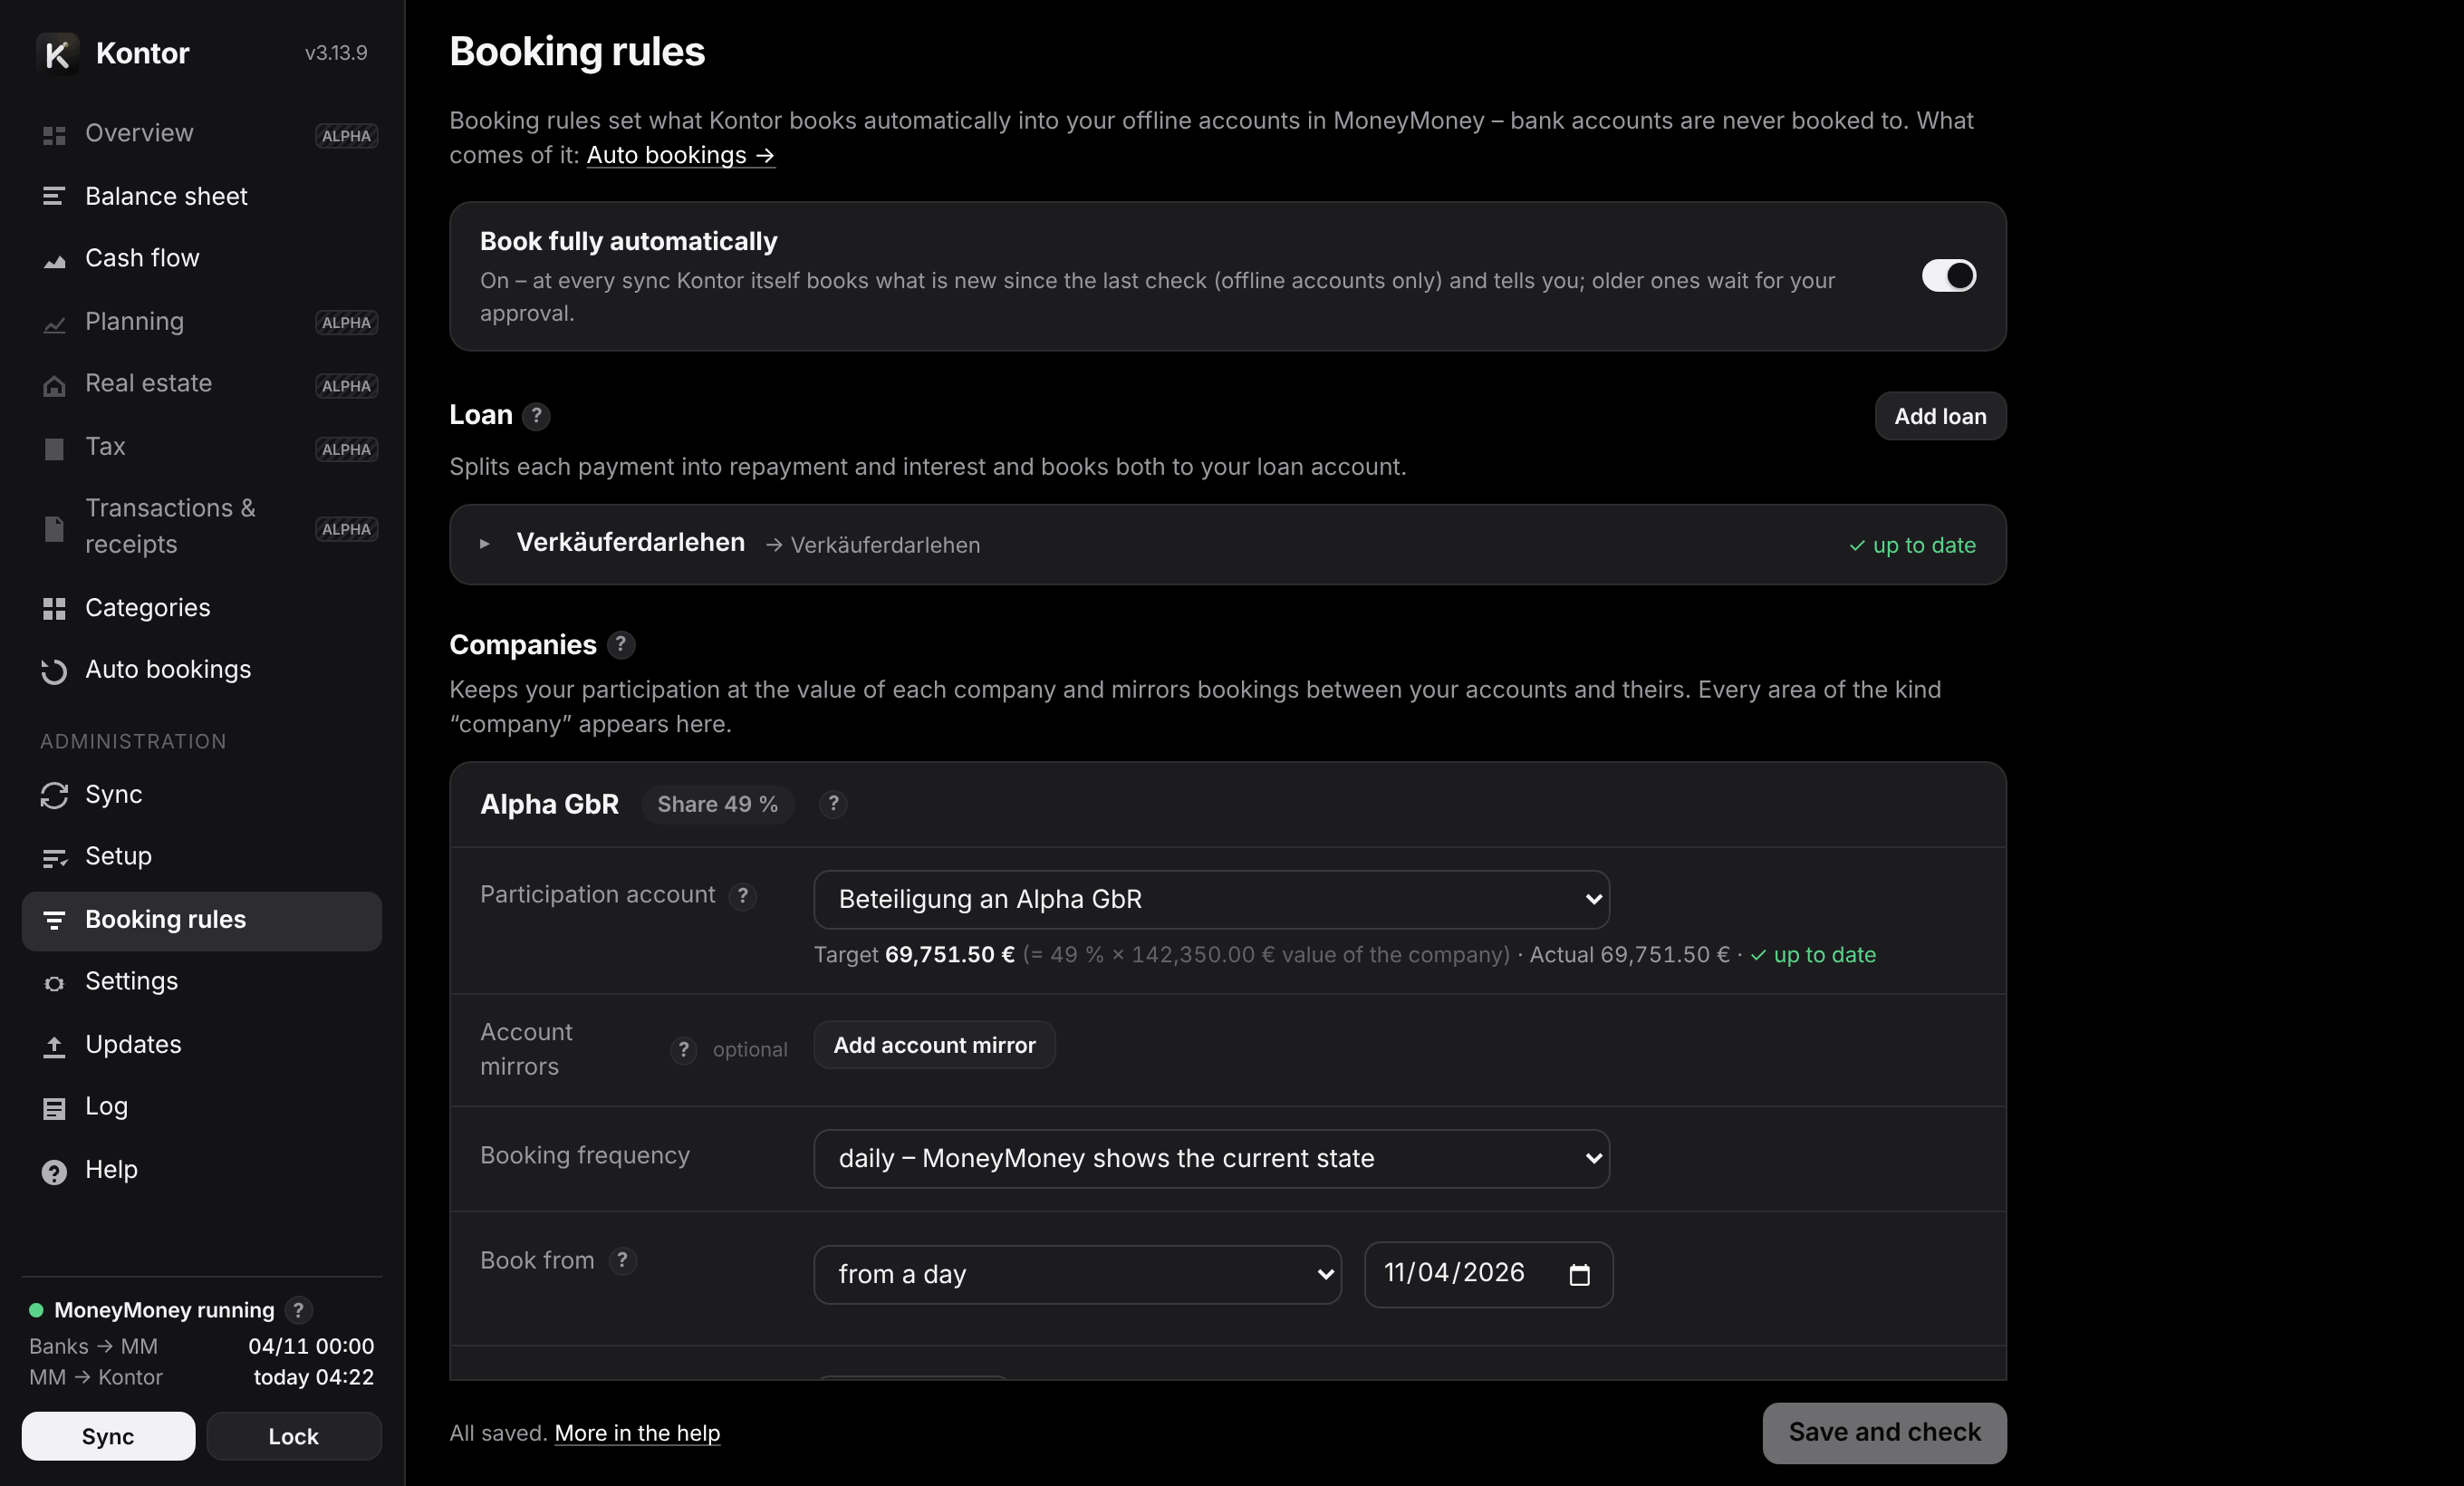 Kontor
v3.13.9
Overview
ALPHA
Balance sheet
Cash flow
Planning
ALPHA
Real estate
ALPHA
Tax
ALPHA
Transactions &
receipts
ALPHA
Categories
Auto bookings
ADMINISTRATION
Sync
Setup
Booking rules
Settings
Updates
Log
Help
MoneyMoney running ?
Banks → MM 04/11 00:00
MM → Kontor today 04:22
Sync
Lock
Booking rules
Booking rules set what Kontor books automatically into your offline accounts in MoneyMoney – bank accounts are never booked to. What
comes of it: Auto bookings →
Book fully automatically
On – at every sync Kontor itself books what is new since the last check (offline accounts only) and tells you; older ones wait for your
approval.
Loan ?
Add loan
Splits each payment into repayment and interest and books both to your loan account.
▸ Verkäuferdarlehen → Verkäuferdarlehen
✓ up to date
Companies ?
Keeps your participation at the value of each company and mirrors bookings between your accounts and theirs. Every area of the kind
“company” appears here.
Alpha GbR Share 49 % ?
Participation account ?
Beteiligung an Alpha GbR
Target 69,751.50 € (= 49 % × 142,350.00 € value of the company) · Actual 69,751.50 € · ✓ up to date
Account
mirrors
? optional
Add account mirror
Booking frequency
daily – MoneyMoney shows the current state
Book from ?
from a day
11/04/2026
All saved. More in the help
Save and check